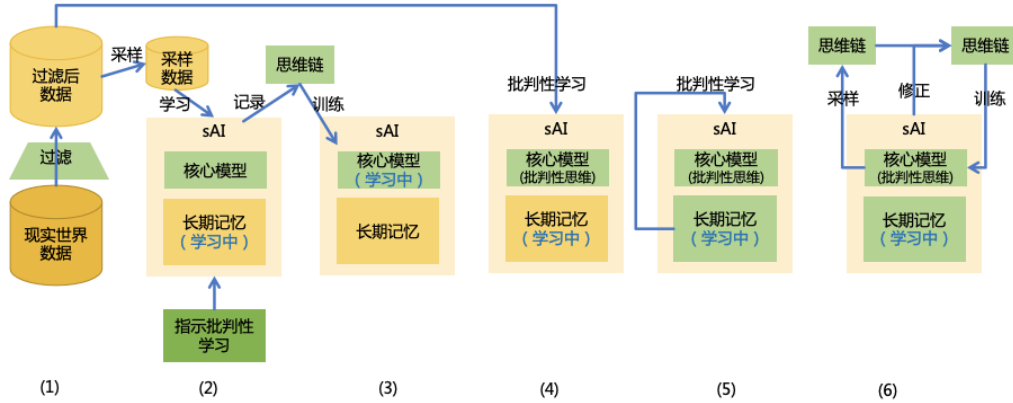 过滤后
数据
过滤
现实世界
数据
(1)
采样
采样
数据
学习
sAI
核心模型
长期记忆
（学习中）
指示批判性
学习
(2)
记录
思维链
训练
sAI
核心模型
（学习中）
长期记忆
(3)
批判性学习
sAI
核心模型
(批判性思维)
长期记忆
（学习中）
(4)
批判性学习
sAI
核心模型
(批判性思维)
长期记忆
（学习中）
(5)
思维链
思维链
采样
修正
训练
sAI
核心模型
(批判性思维)
长期记忆
（学习中）
(6)